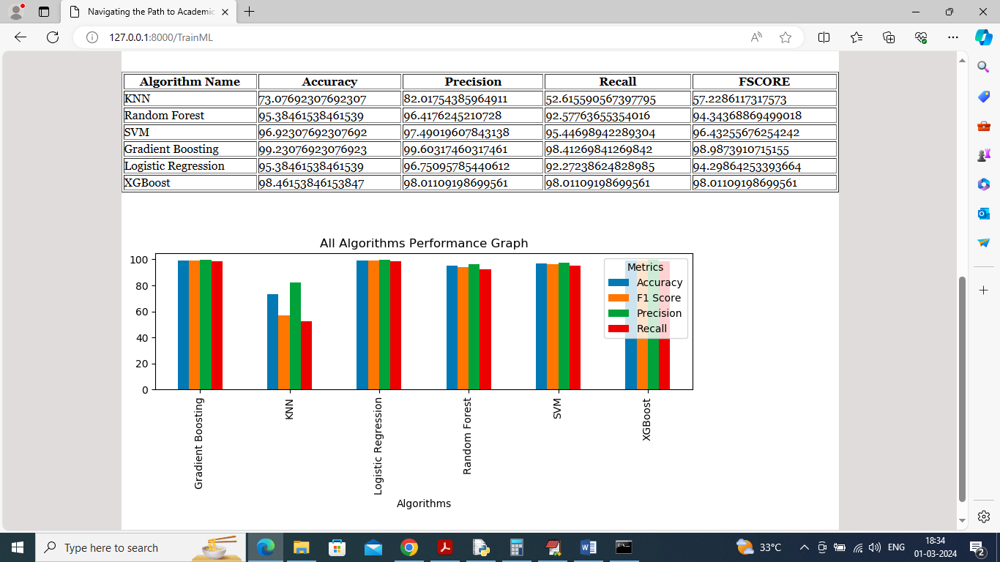 Navigating the Path to Academic
127.0.0.1:8000/TrainML
Algorithm Name Accuracy Precision Recall FSCORE
KNN 73.07692307692307 82.01754385964911 52.615590567397795 57.2286117317573
Random Forest 95.38461538461539 96.4176245210728 92.57763655354016 94.34368869499018
SVM 96.92307692307692 97.49019607843138 95.44698942289304 96.43255676254242
Gradient Boosting 99.23076923076923 99.60317460317461 98.41269841269842 98.9873910715155
Logistic Regression 95.38461538461539 96.75095785440612 92.27238624828985 94.29864253393664
XGBoost 98.46153846153847 98.01109198699561 98.01109198699561 98.01109198699561
All Algorithms Performance Graph
100
80
60
40
20
0
Metrics
Accuracy
F1 Score
Precision
Recall
Gradient Boosting
KNN
Logistic Regression
Random Forest
SVM
XGBoost
Algorithms
Type here to search
33°C
ENG
18:34
01-03-2024
2